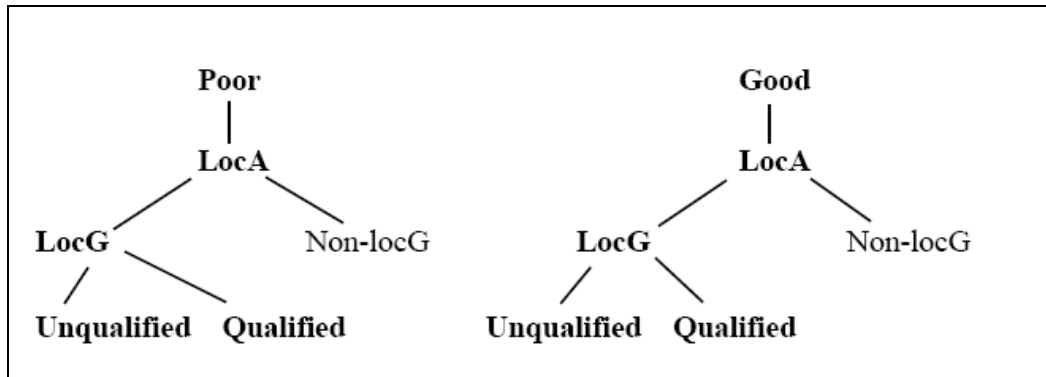 Poor Good
LocA LocA
LocG Non-locG LocG Non-locG
Unqualified Qualified Unqualified Qualified